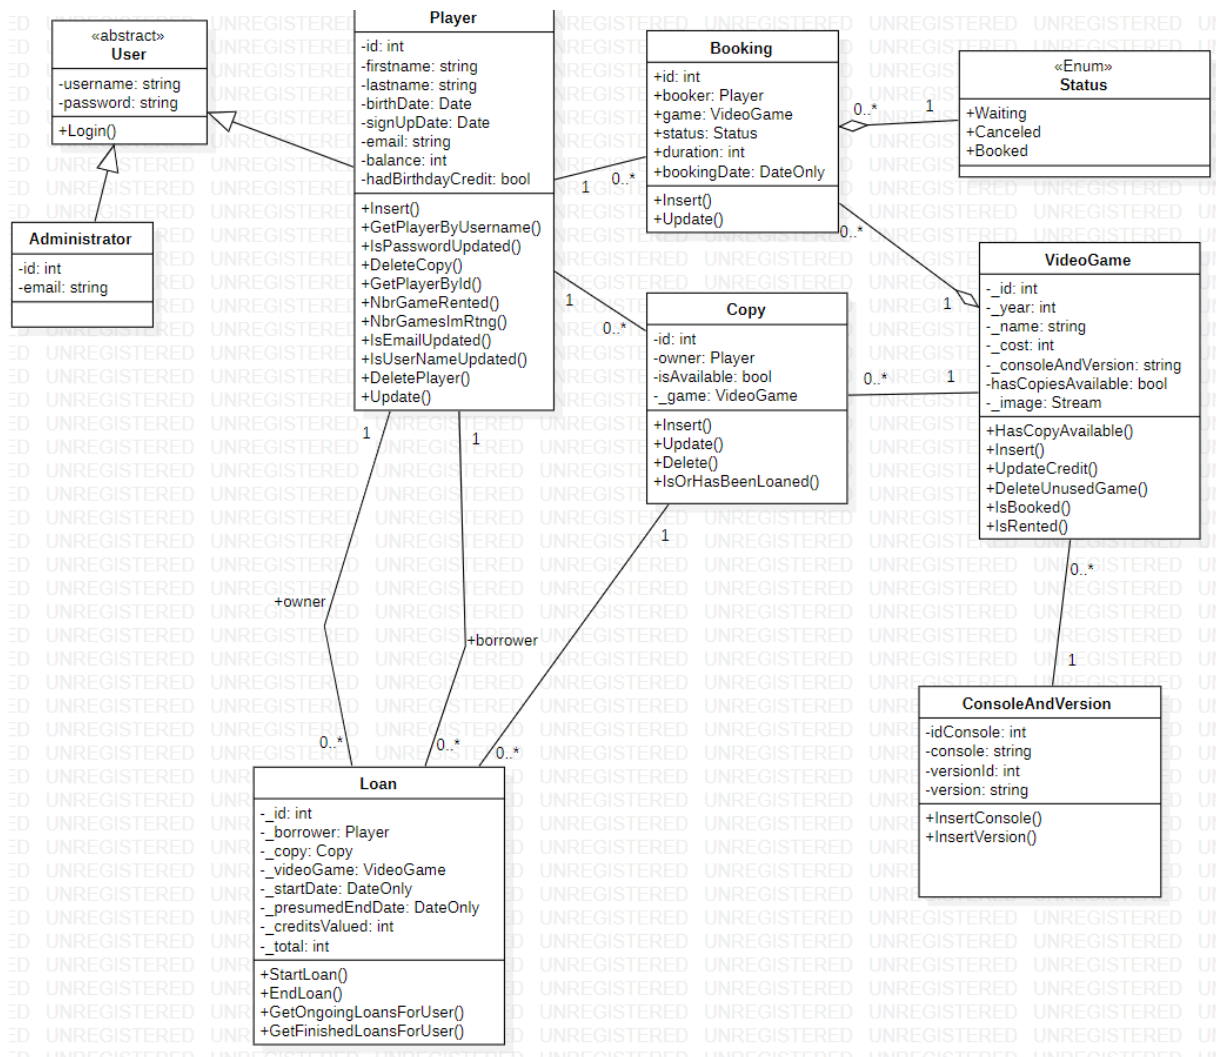 «abstract»
User
-username: string
-password: string
+Login()
Administrator
-id: int
-email: string
Player
-id: int
-firstname: string
-lastname: string
-birthDate: Date
-signUpDate: Date
-email: string
-balance: int
-hadBirthdayCredit: bool
+Insert()
+GetPlayerByUsername()
+IsPasswordUpdated()
+DeleteCopy()
+GetPlayerById()
+NbrGameRented()
+NbrGamesImRtng()
+IsEmailUpdated()
+IsUserNameUpdated()
+DeletePlayer()
+Update()
Booking
+id: int
+booker: Player
+game: VideoGame
+status: Status
+duration: int
+bookingDate: DateOnly
+Insert()
+Update()
«Enum»
Status
+Waiting
+Canceled
+Booked
0..*
1
1
0..*
0..*
1
1
0..*
Copy
-id: int
-owner: Player
-isAvailable: bool
-_game: VideoGame
+Insert()
+Update()
+Delete()
+IsOrHasBeenLoaned()
0..*
1
VideoGame
-_id: int
-_year: int
-_name: string
-_cost: int
-_consoleAndVersion: string
-hasCopiesAvailable: bool
-_image: Stream
+HasCopyAvailable()
+Insert()
+UpdateCredit()
+DeleteUnusedGame()
+IsBooked()
+IsRented()
1
1
1
0..*
+owner
+borrower
1
0..*
0..*
0..*
ConsoleAndVersion
-idConsole: int
-console: string
-versionId: int
-version: string
+InsertConsole()
+InsertVersion()
Loan
-_id: int
-_borrower: Player
-_copy: Copy
-_videoGame: VideoGame
-_startDate: DateOnly
-_presumedEndDate: DateOnly
-_creditsValued: int
-_total: int
+StartLoan()
+EndLoan()
+GetOngoingLoansForUser()
+GetFinishedLoansForUser()
UNREGISTERED